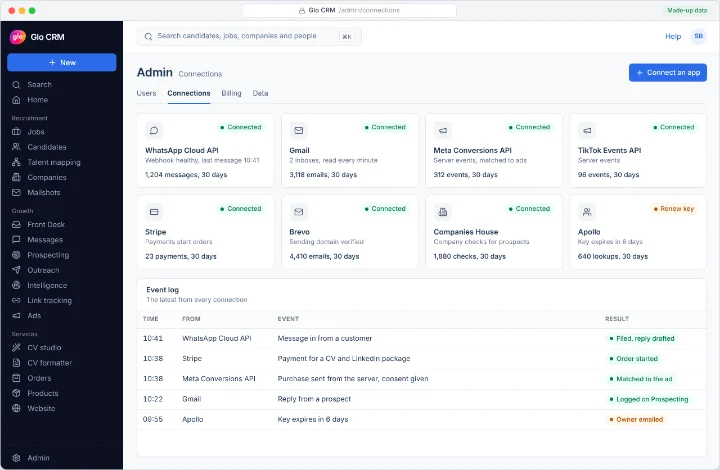 Glo CRM /admin/connections
Made-up data
glo Glo CRM
Search candidates, jobs, companies and people ⌘K
Help SB
+ New
Search
Home
Recruitment
Jobs
Candidates
Talent mapping
Companies
Mailshots
Growth
Front Desk
Messages
Prospecting
Outreach
Intelligence
Link tracking
Ads
Services
CV studio
CV formatter
Orders
Products
Website
Admin
Admin Connections
+ Connect an app
Users Connections Billing Data
Connected
WhatsApp Cloud API
Webhook healthy, last message 10:41
1,204 messages, 30 days
Connected
Gmail
2 inboxes, read every minute
3,118 emails, 30 days
Connected
Meta Conversions API
Server events, matched to ads
312 events, 30 days
Connected
TikTok Events API
Server events
96 events, 30 days
Connected
Stripe
Payments start orders
23 payments, 30 days
Connected
Brevo
Sending domain verified
4,410 emails, 30 days
Connected
Companies House
Company checks for prospects
1,880 checks, 30 days
Renew key
Apollo
Key expires in 6 days
640 lookups, 30 days
Event log
The latest from every connection
TIME FROM EVENT RESULT
10:41 WhatsApp Cloud API Message in from a customer Filed, reply drafted
10:38 Stripe Payment for a CV and LinkedIn package Order started
10:38 Meta Conversions API Purchase sent from the server, consent given Matched to the ad
10:22 Gmail Reply from a prospect Logged on Prospecting
09:55 Apollo Key expires in 6 days Owner emailed